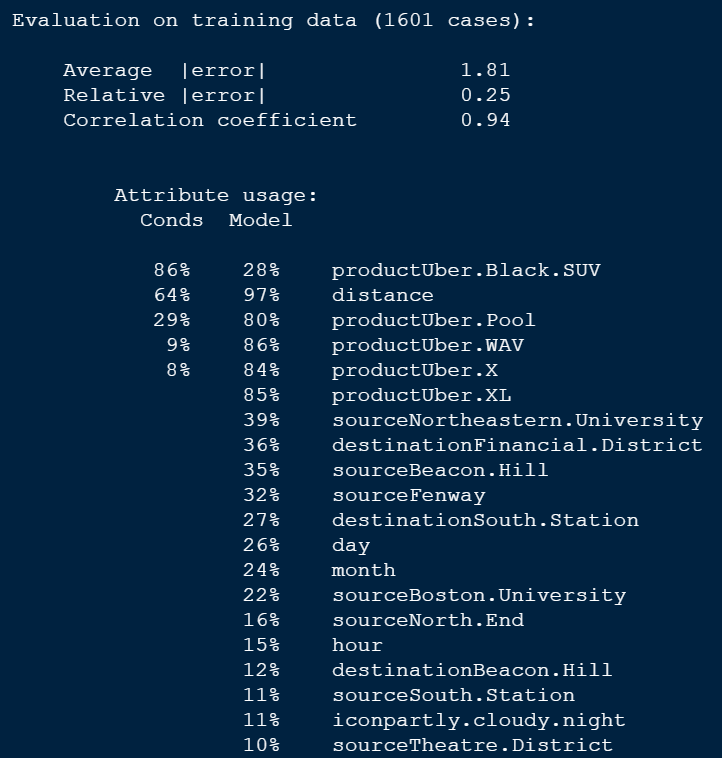 Evaluation on training data (1601 cases):
Average |error| 1.81
Relative |error| 0.25
Correlation coefficient 0.94
Attribute usage:
Conds Model
86% 28% productUber.Black.SUV
64% 97% distance
29% 80% productUber.Pool
9% 86% productUber.WAV
8% 84% productUber.X
85% productUber.XL
39% sourceNortheastern.University
36% destinationFinancial.District
35% sourceBeacon.Hill
32% sourceFenway
27% destinationSouth.Station
26% day
24% month
22% sourceBoston.University
16% sourceNorth.End
15% hour
12% destinationBeacon.Hill
11% sourceSouth.Station
11% iconpartly.cloudy.night
10% sourceTheatre.District